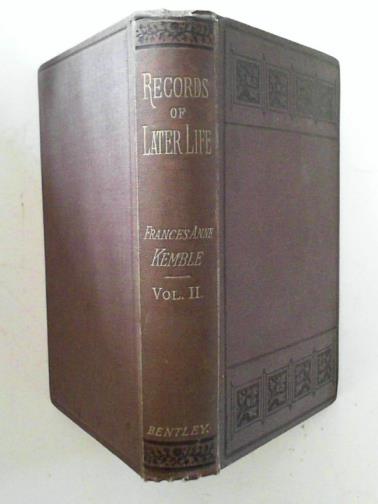 RECORDS
OF
LATER LIFE
FRANCES ANNE
KEMBLE
VOL. II.
BENTLEY.